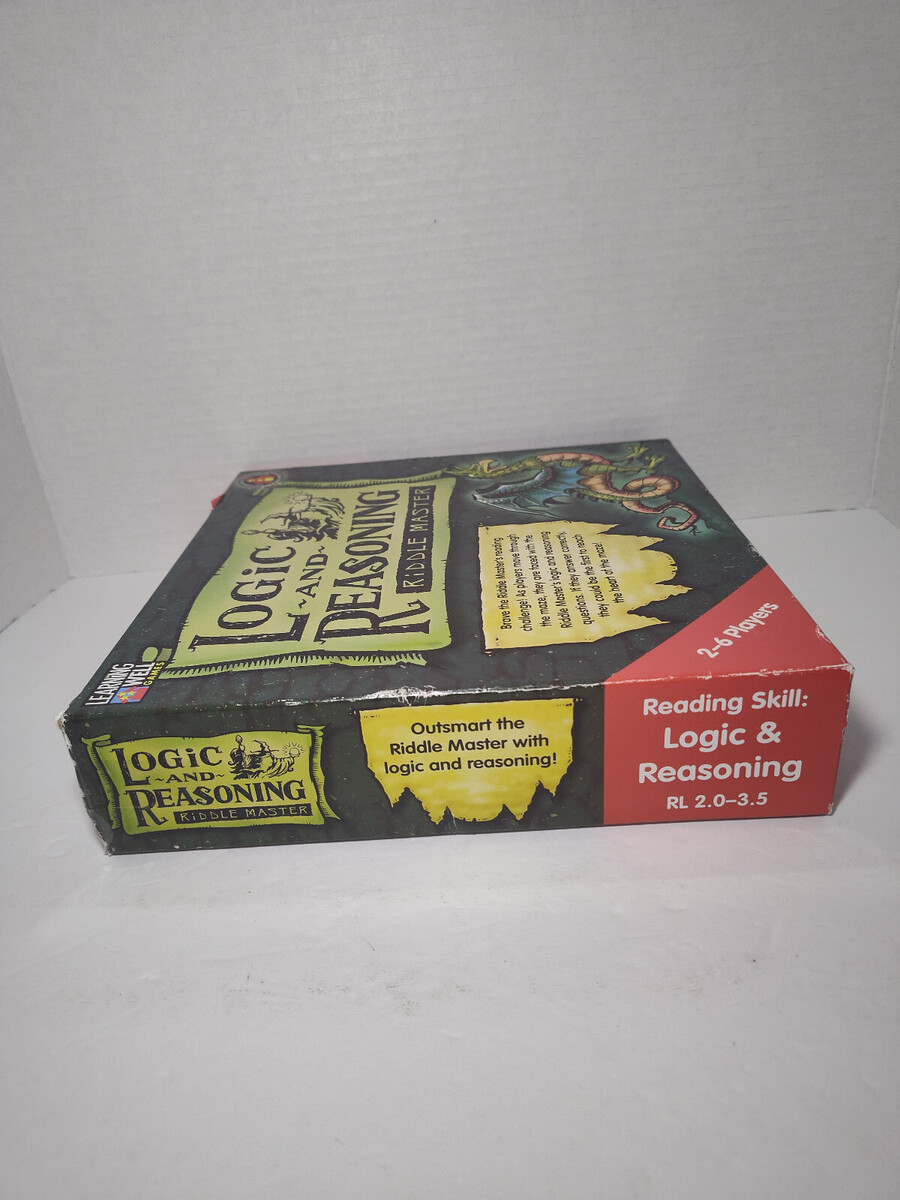 LOGiC
~AND~
REASONING
RiDDLE MASTER
Brave the Riddle Master's reading
challenge! As players move through
the maze, they are faced with the
Riddle Master's logic and reasoning
questions. If they answer correctly,
they could be the first to reach
the heart of the maze!
2–6 Players
LEARNING
WELL
GAMES
LOGiC
~AND~
REASONING
RiDDLE MASTER
Outsmart the
Riddle Master with
logic and reasoning!
Reading Skill:
Logic &
Reasoning
RL 2.0–3.5